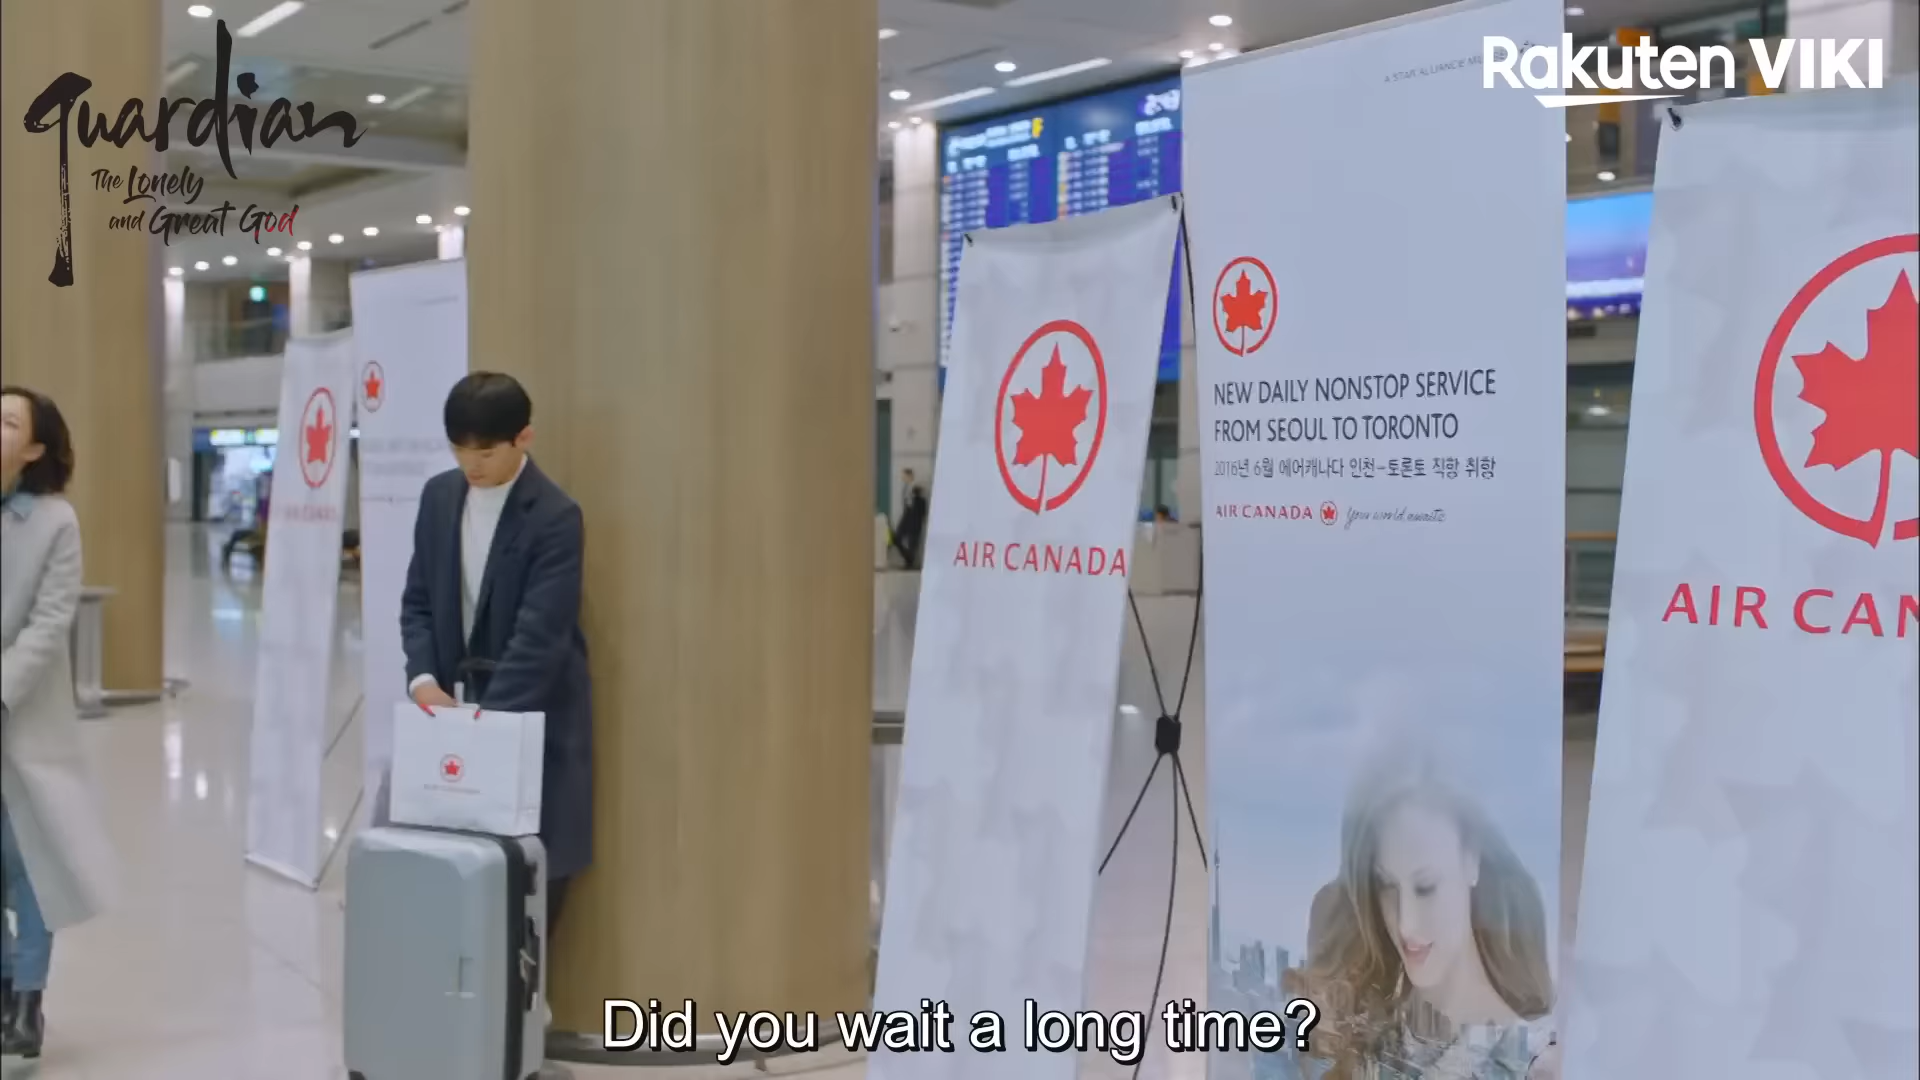 guardian
The Lonely
and Great God
Rakuten VIKI
A STAR ALLIANCE
AIR CANADA
NEW DAILY NONSTOP SERVICE
FROM SEOUL TO TORONTO
2016년 6월 에어캐나다 인천-토론토 직항 취항
AIR CANADA Your world awaits
AIR CAN
Did you wait a long time?